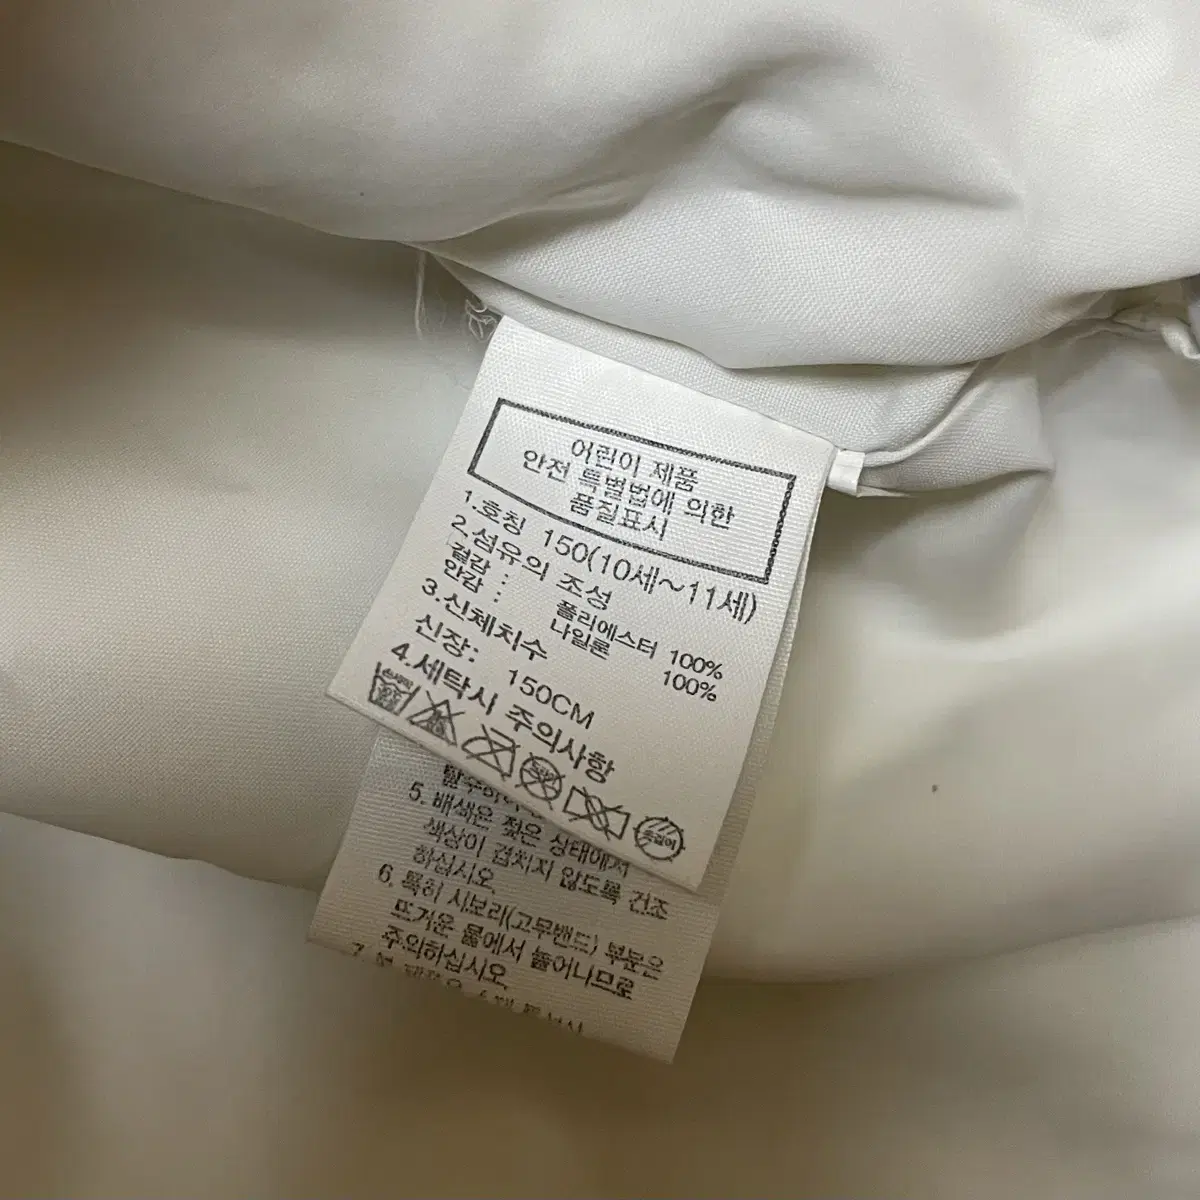 어린이 제품
안전 특별법에 의한
품질표시
1.호칭 150(10세~11세)
2.섬유의 조성
겉감 : 폴리에스터 100%
안감 : 나일론 100%
3.신체치수
신장: 150CM
4.세탁시 주의사항
5. 배색은 젖은 상태에서
색상이 겹치지 않도록 건조
하십시오.
6. 특히 시보리(고무밴드) 부분은
뜨거운 물에서 늘어나므로
주의하십시오.
7.